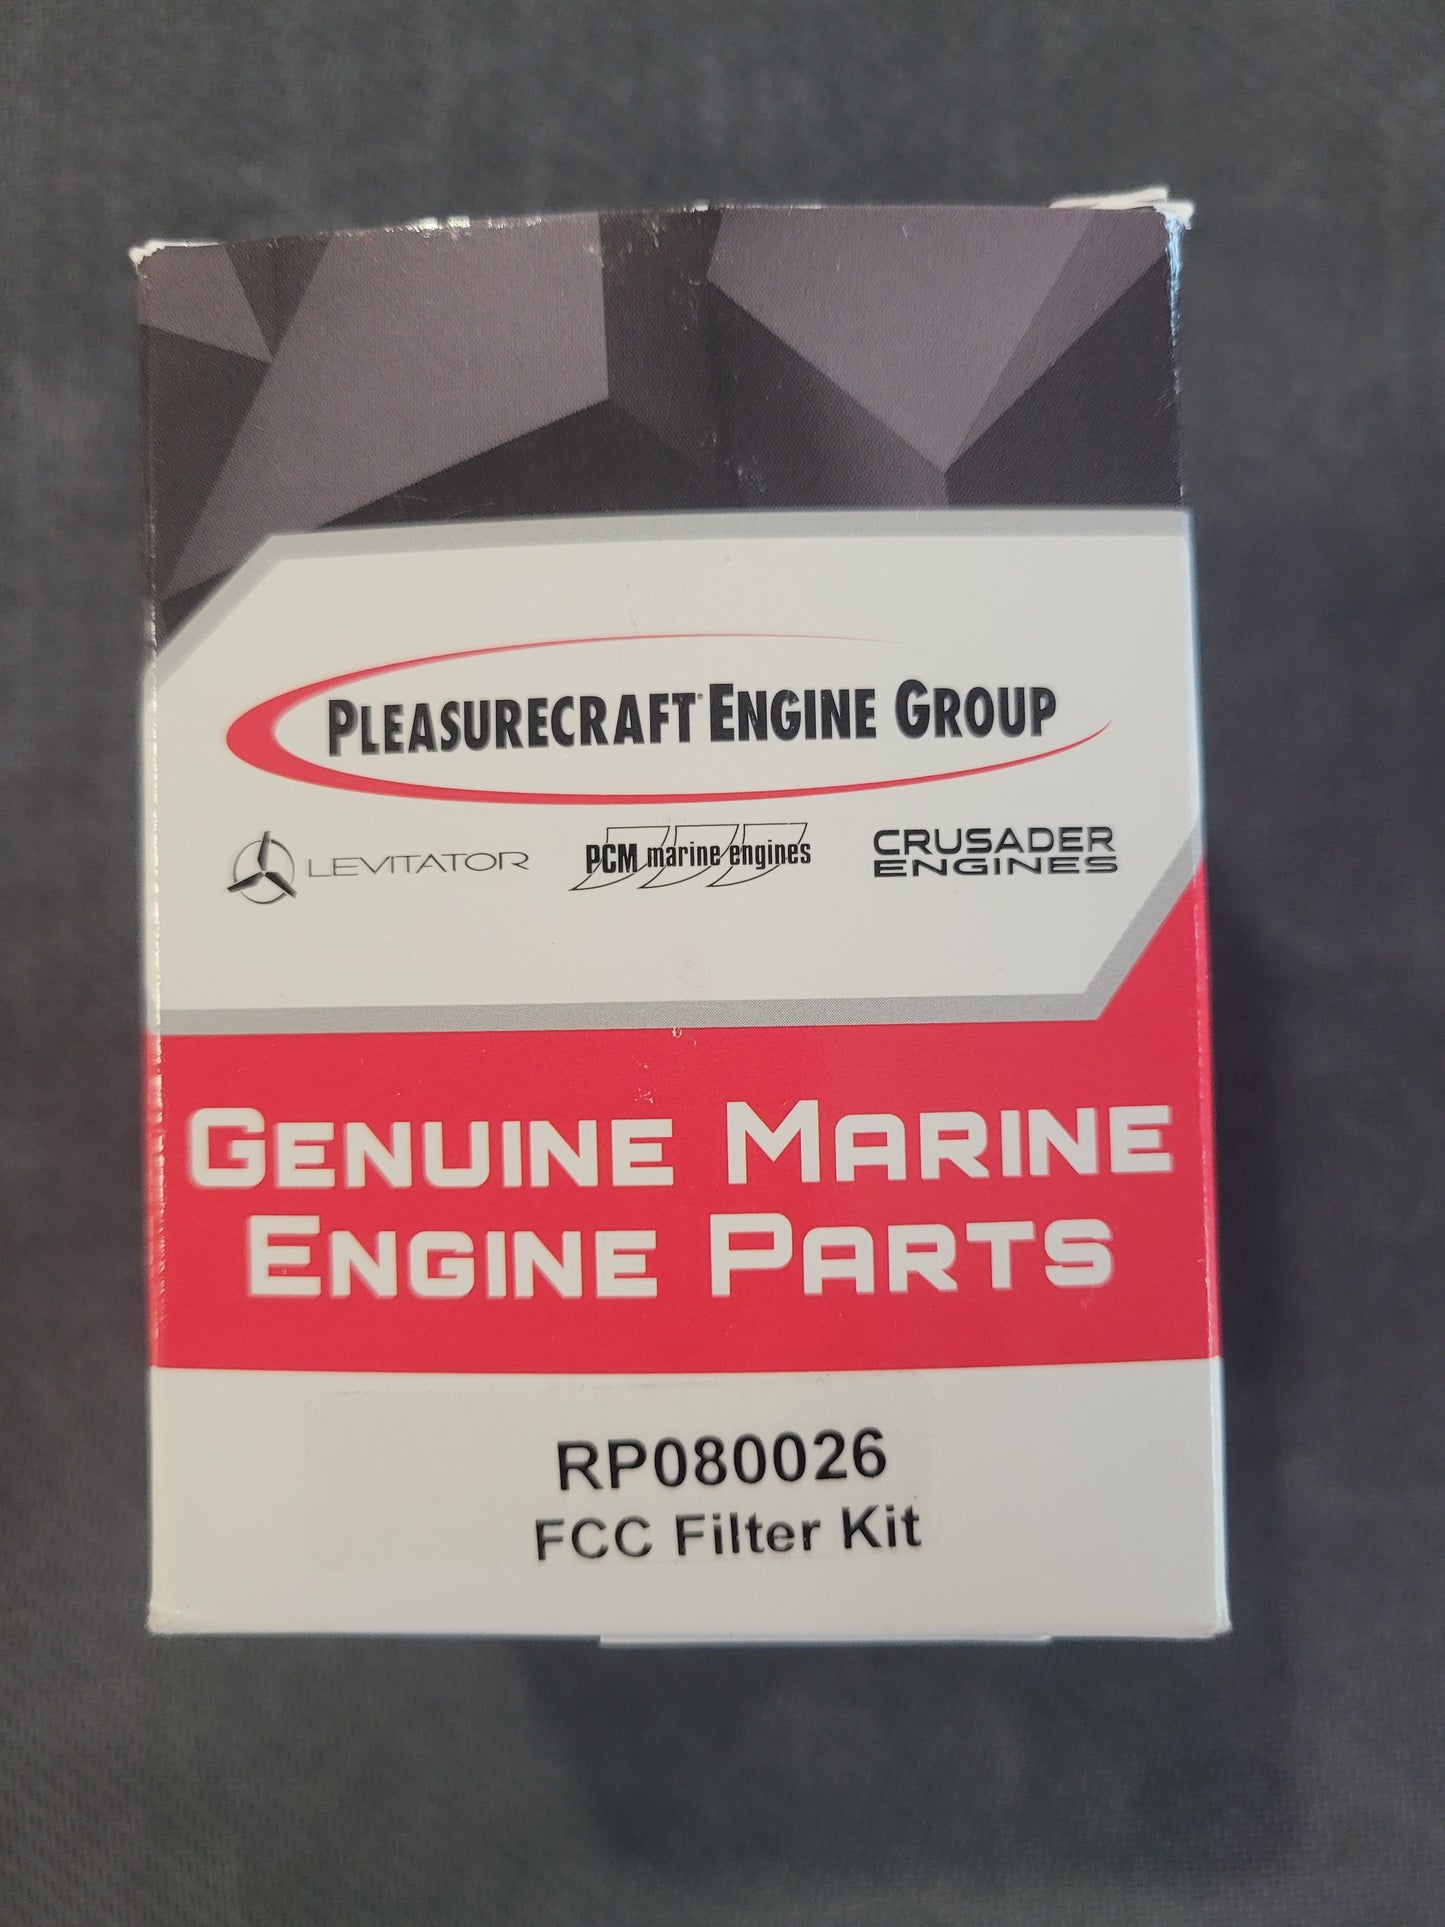 PLEASURECRAFT® ENGINE GROUP
LEVITATOR
PCM marine engines
CRUSADER
ENGINES
GENUINE MARINE
ENGINE PARTS
RP080026
FCC Filter Kit